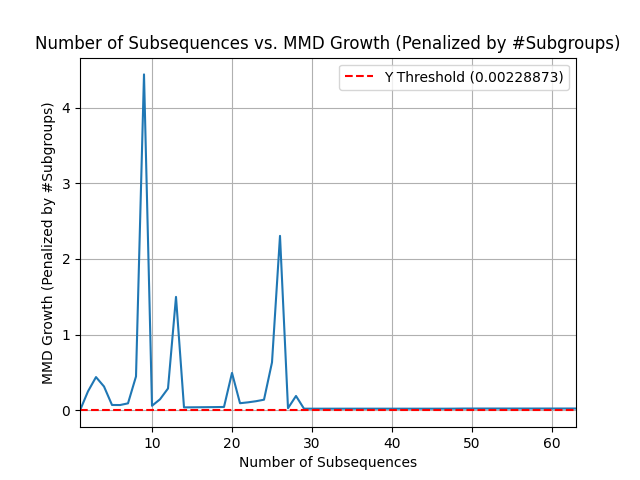 Number of Subsequences vs. MMD Growth (Penalized by #Subgroups)
Y Threshold (0.00228873)
MMD Growth (Penalized by #Subgroups)
4
3
2
1
0
10 20 30 40 50 60
Number of Subsequences